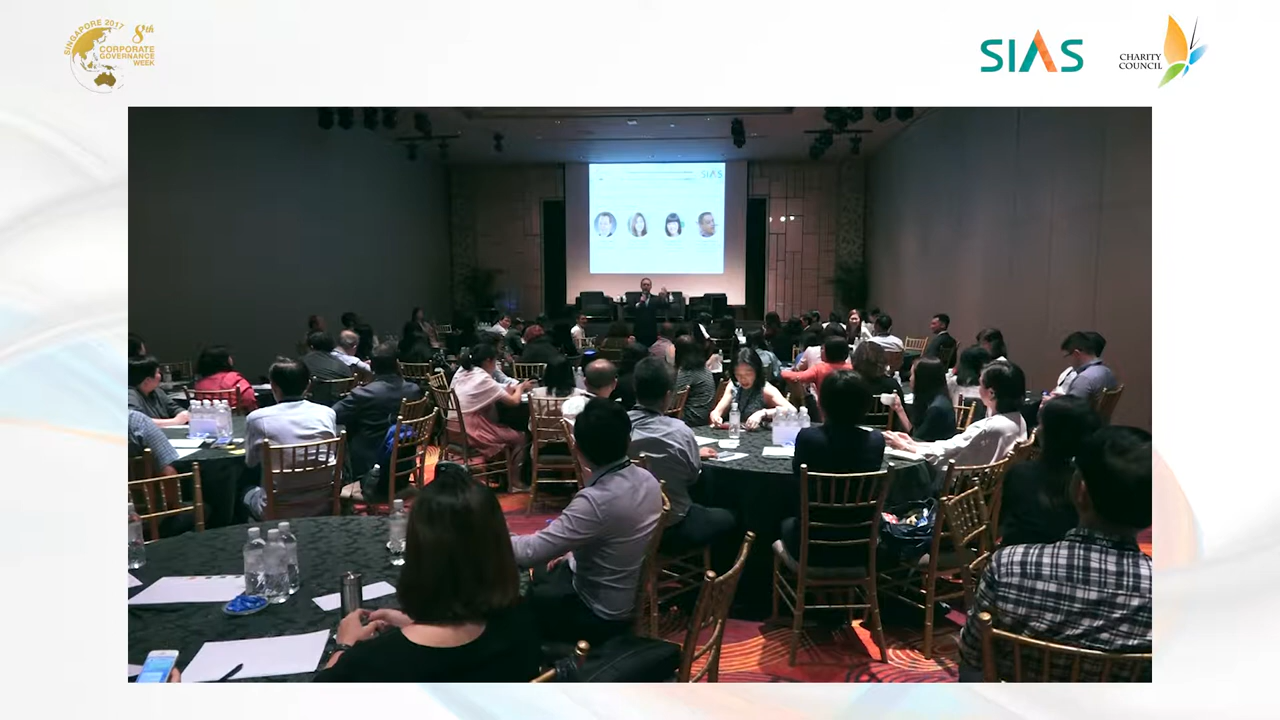 SINGAPORE 2017
8th
CORPORATE
GOVERNANCE
WEEK
SIAS
CHARITY
COUNCIL
SIAS